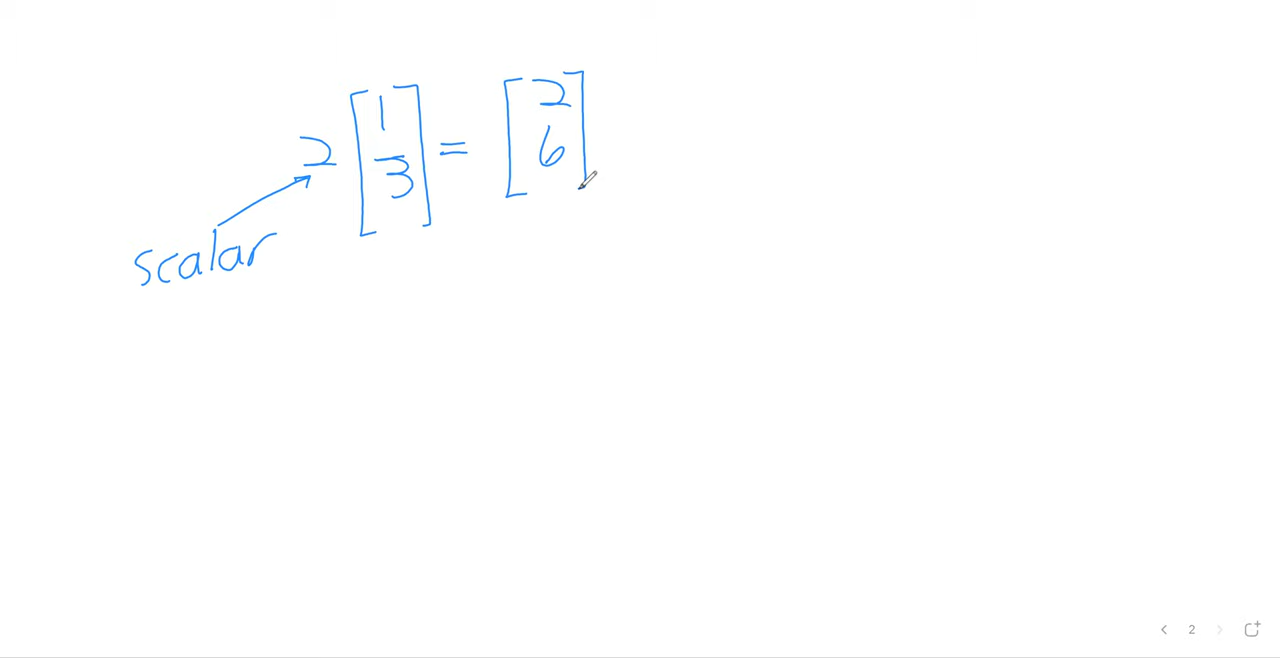 2 [1 3] = [2 6]
scalar
2